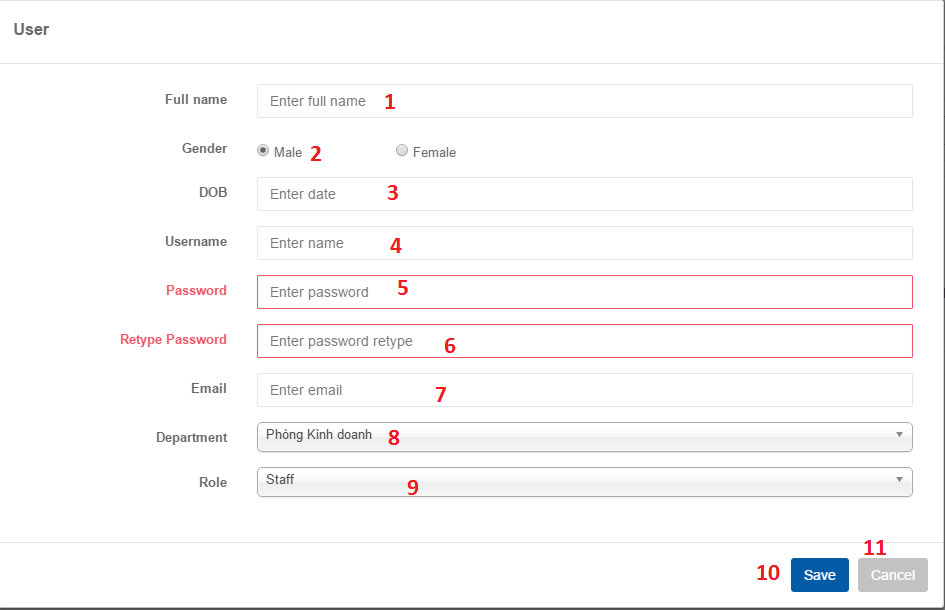 User
Full name Enter full name 1
Gender Male 2 Female
DOB Enter date 3
Username Enter name 4
Password Enter password 5
Retype Password Enter password retype 6
Email Enter email 7
Department Phòng Kinh doanh 8
Role Staff 9
11
10 Save Cancel